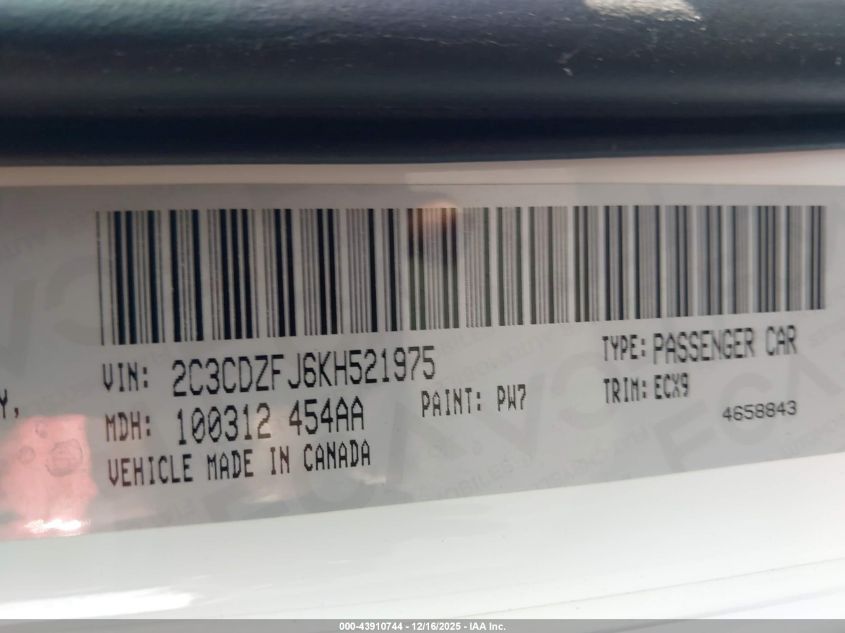 VIN: 2C3CDZFJ6KH521975
TYPE: PASSENGER CAR
Y,
MDH: 100312 454AA
PAINT: PW7
TRIM: ECX9
4658843
VEHICLE MADE IN CANADA
000-43910744 - 12/16/2025 - IAA Inc.